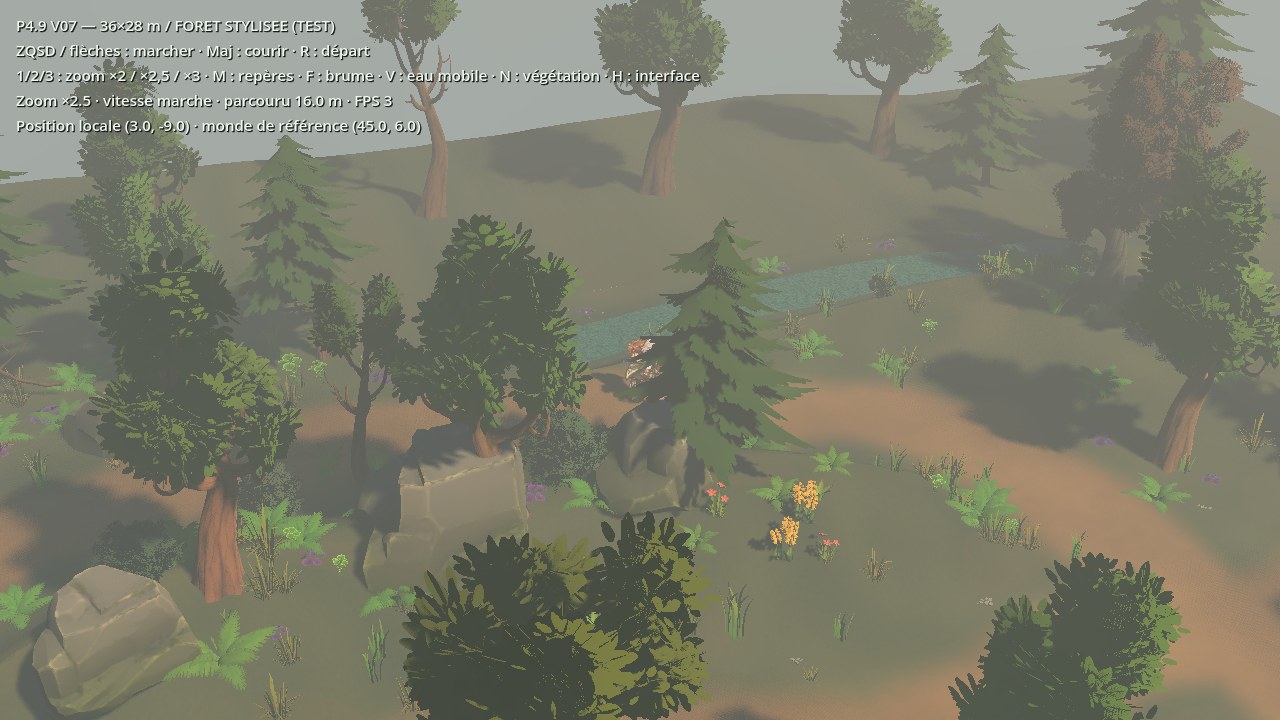 P4.9 V07 — 36×28 m / FORET STYLISEE (TEST)
ZQSD / flèches : marcher · Maj : courir · R : départ
1/2/3 : zoom ×2 / ×2,5 / ×3 · M : repères · F : brume · V : eau mobile · N : végétation · H : interface
Zoom ×2.5 · vitesse marche · parcouru 16.0 m · FPS 3
Position locale (3.0, -9.0) · monde de référence (45.0, 6.0)